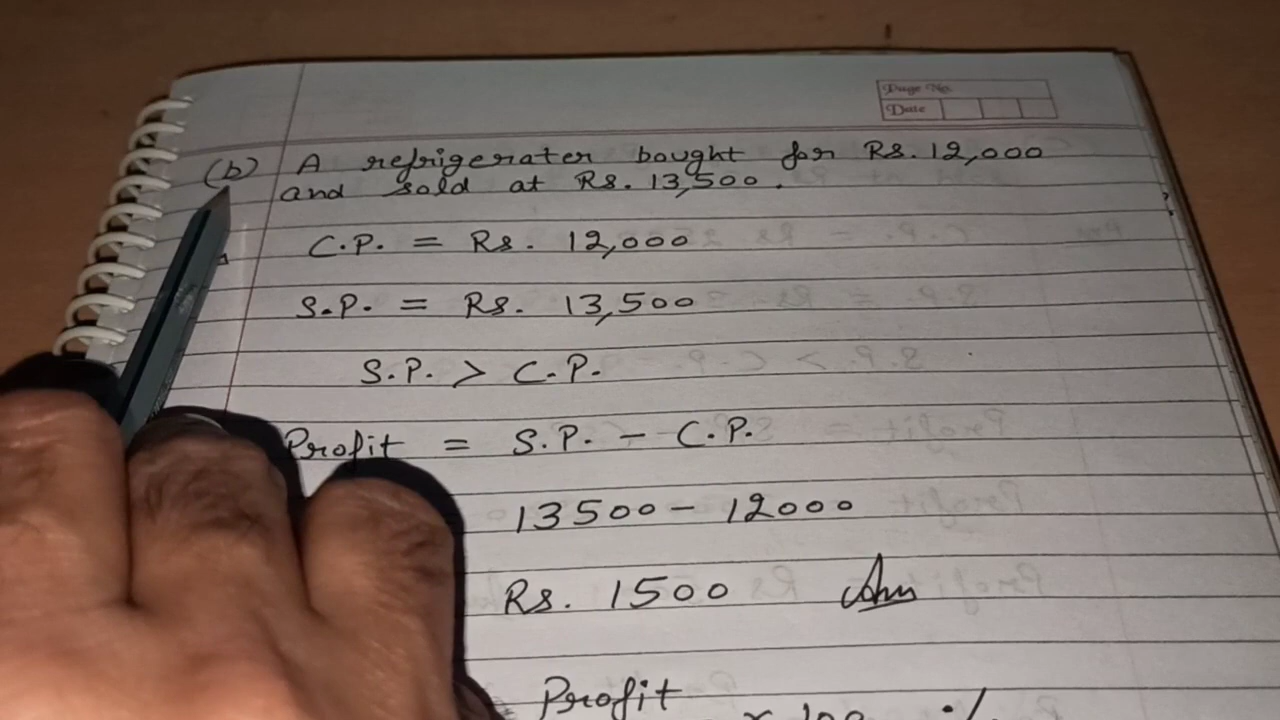 Page No.
Date
(b) A refrigerater bought for Rs. 12,000
and sold at Rs. 13,500.
C.P. = Rs. 12,000
S.P. = Rs. 13,500
S.P. > C.P.
Profit = S.P. - C.P.
13500 - 12000
Rs. 1500 Ans
Profit
x 100 %